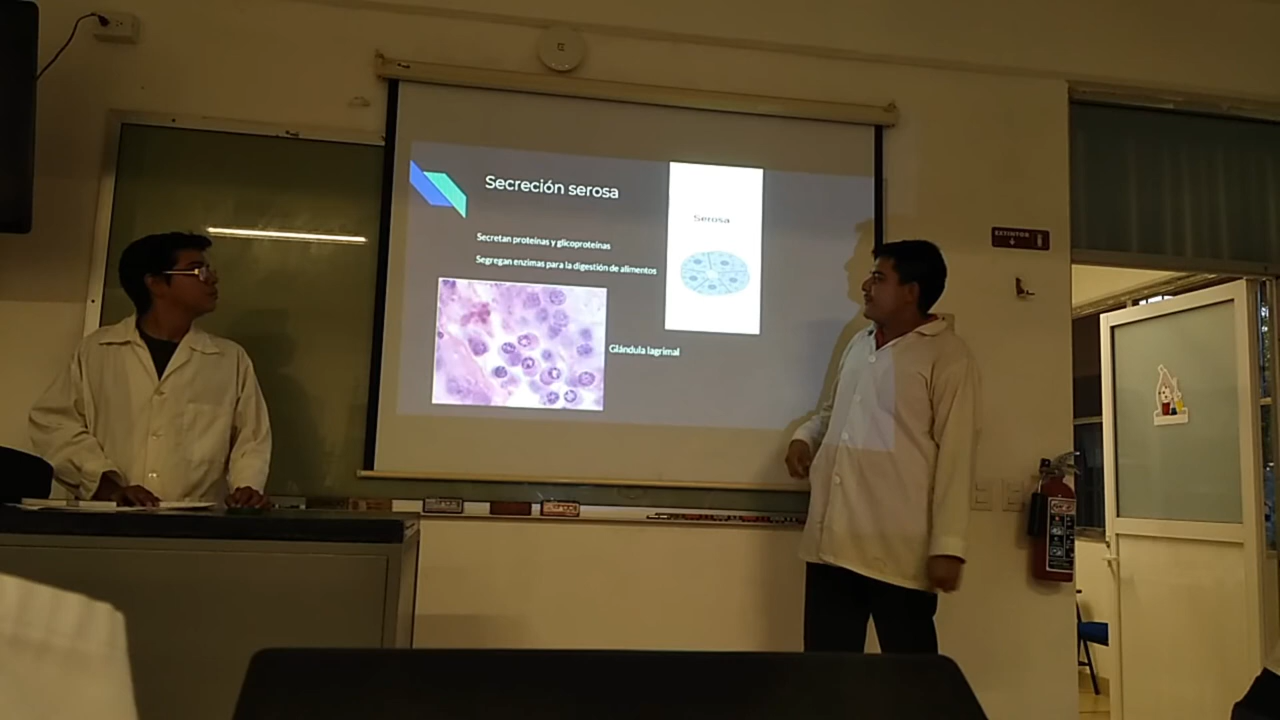 Secreción serosa
Secretan proteínas y glicoproteínas
Segregan enzimas para la digestión de alimentos
Serosa
Glándula lagrimal
EXTINTOR